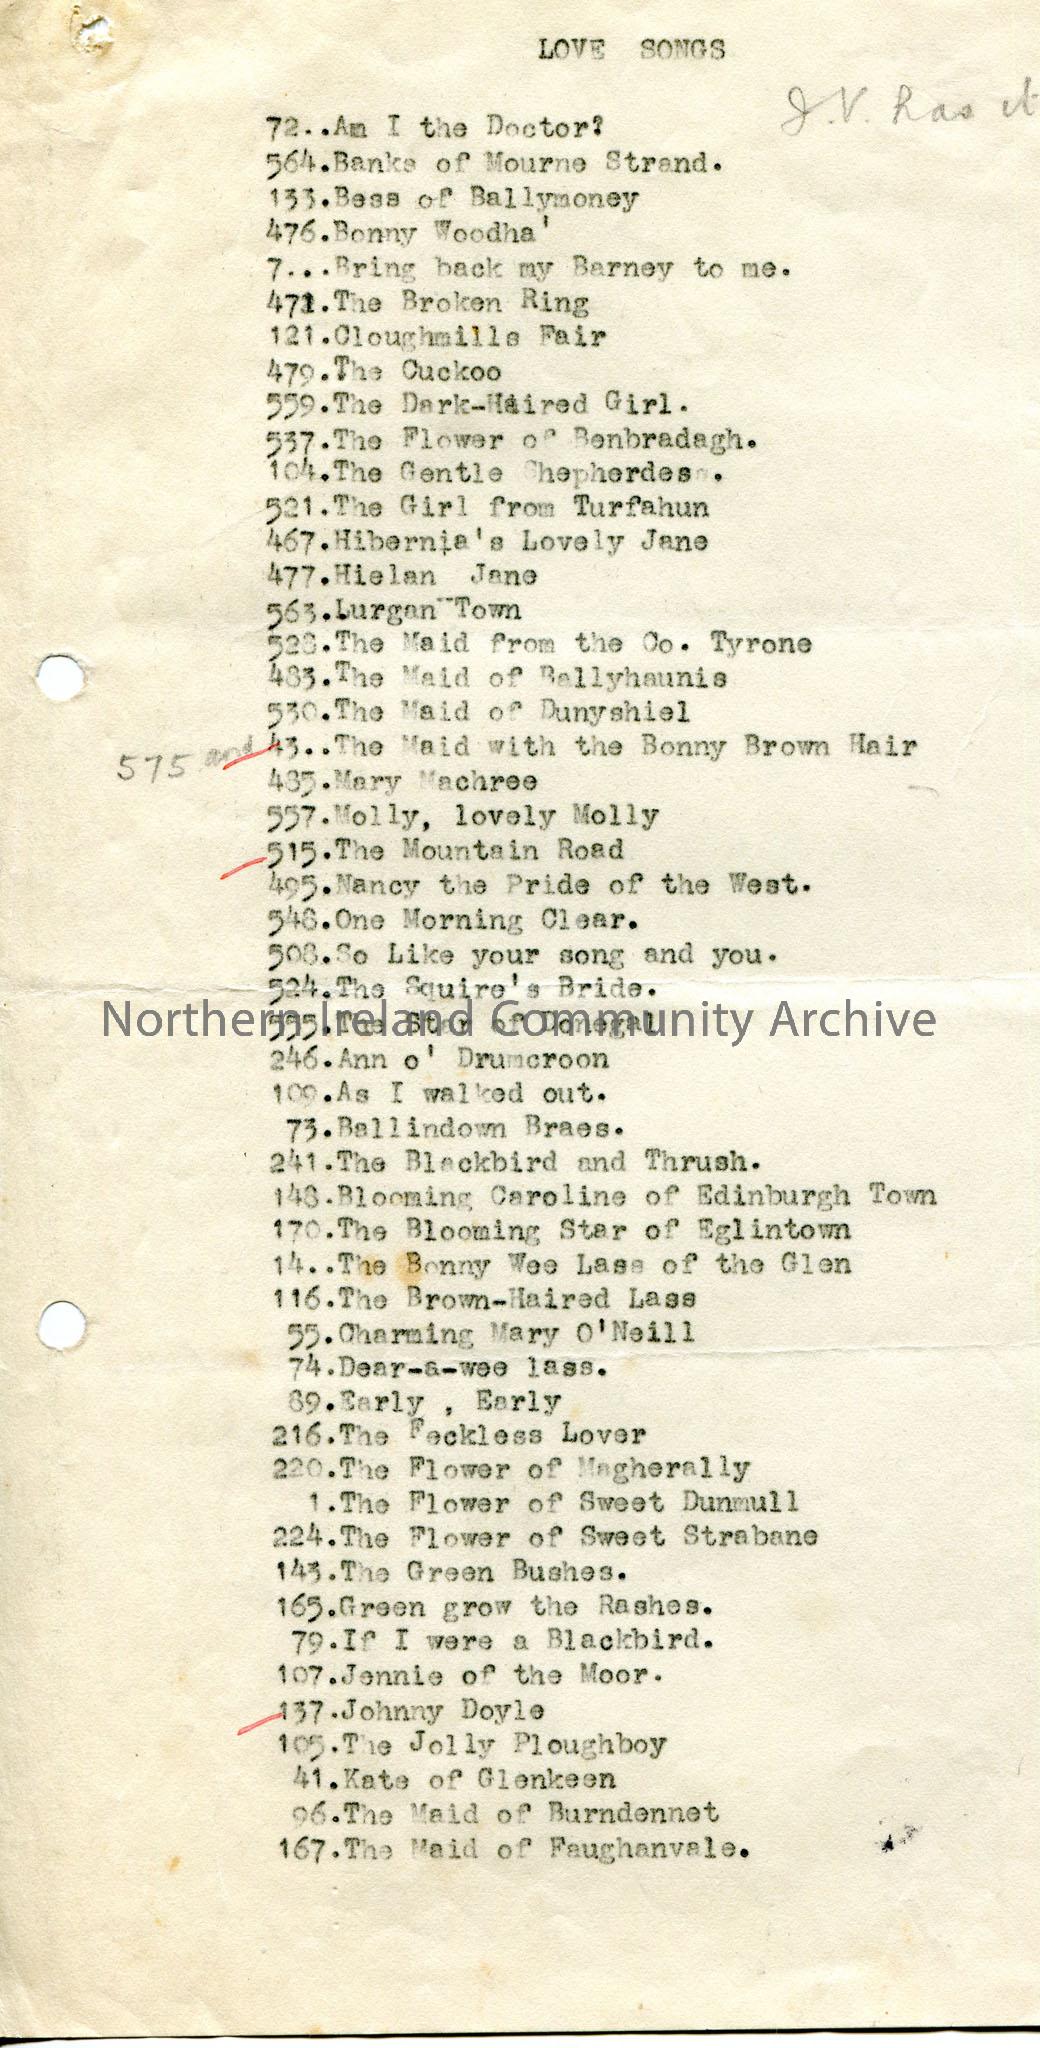 LOVE SONGS
J.V. has it
72..Am I the Doctor?
564.Banks of Mourne Strand.
133.Bess of Ballymoney
476.Bonny Woodha'
7...Bring back my Barney to me.
471.The Broken Ring
121.Cloughmills Fair
479.The Cuckoo
559.The Dark-Haired Girl.
537.The Flower of Benbradagh.
104.The Gentle Shepherdess.
521.The Girl from Turfahun
467.Hibernia's Lovely Jane
477.Hielan Jane
563.Lurgan Town
528.The Maid from the Co. Tyrone
483.The Maid of Ballyhaunis
530.The Maid of Dunyshiel
575 and 43..The Maid with the Bonny Brown Hair
485.Mary Machree
557.Molly, lovely Molly
515.The Mountain Road
495.Nancy the Pride of the West.
548.One Morning Clear.
508.So Like your song and you.
524.The Squire's Bride.
555.The Star of Donegal
Northern Ireland Community Archive
246.Ann o' Drumcroon
109.As I walked out.
73.Ballindown Braes.
241.The Blackbird and Thrush.
148.Blooming Caroline of Edinburgh Town
170.The Blooming Star of Eglintown
14..The Bonny Wee Lass of the Glen
116.The Brown-Haired Lass
55.Charming Mary O'Neill
74.Dear-a-wee lass.
89.Early , Early
216.The Feckless Lover
220.The Flower of Magherally
1.The Flower of Sweet Dunmull
224.The Flower of Sweet Strabane
143.The Green Bushes.
165.Green grow the Rashes.
79.If I were a Blackbird.
107.Jennie of the Moor.
137.Johnny Doyle
105.The Jolly Ploughboy
41.Kate of Glenkeen
96.The Maid of Burndennet
167.The Maid of Faughanvale.